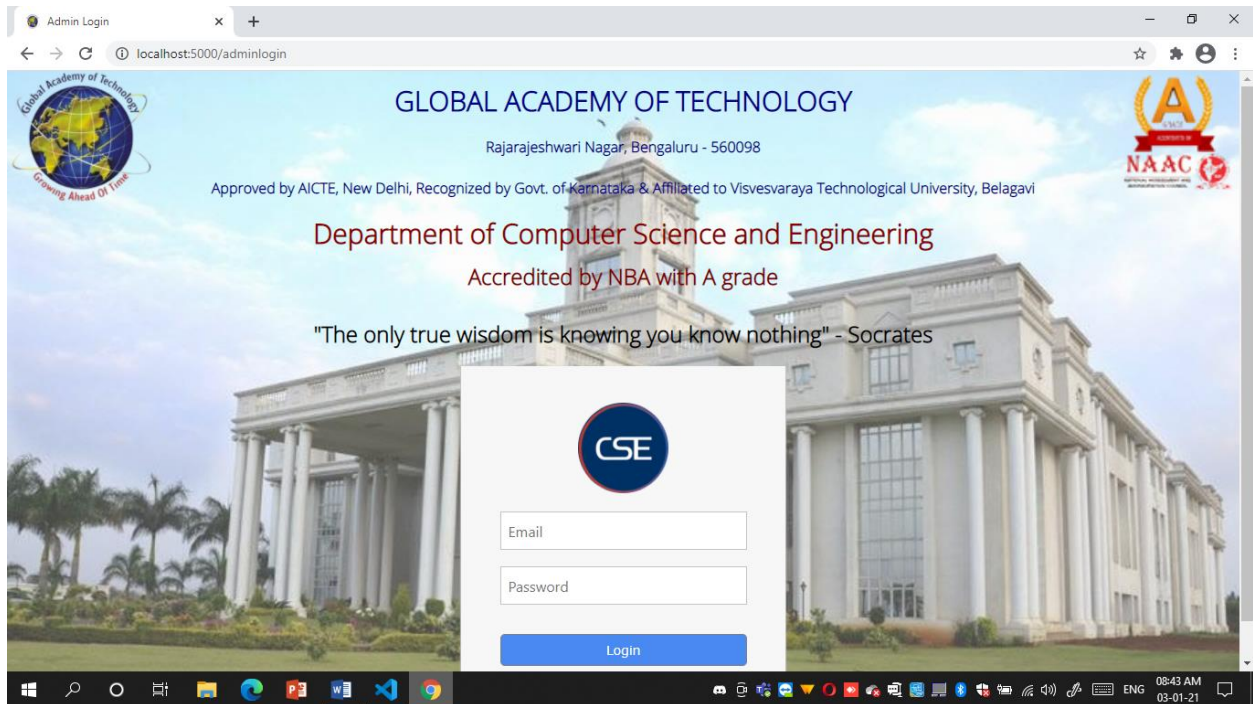 Admin Login
localhost:5000/adminlogin
Global Academy of Technology
Growing Ahead Of Time
GLOBAL ACADEMY OF TECHNOLOGY
Rajarajeshwari Nagar, Bengaluru - 560098
Approved by AICTE, New Delhi, Recognized by Govt. of Karnataka & Affiliated to Visvesvaraya Technological University, Belagavi
A
GRADE
NAAC
Department of Computer Science and Engineering
Accredited by NBA with A grade
"The only true wisdom is knowing you know nothing" - Socrates
CSE
Email
Password
Login
ENG
08:43 AM
03-01-21